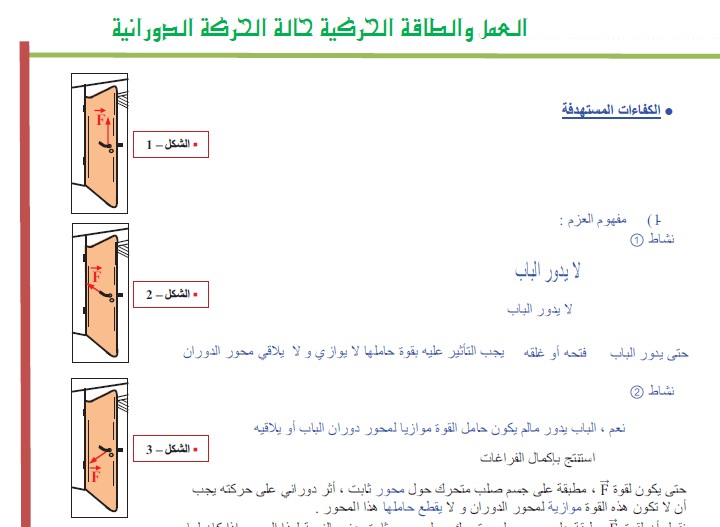 العمل والطاقة الحركية حالة الحركة الدورانية
● الكفاءات المستهدفة
F
▪ الشكل – 1
1) مفهوم العزم :
نشاط ①
F
▪ الشكل – 2
لا يدور الباب
لا يدور الباب
حتى يدور الباب فتحه أو غلقه يجب التأثير عليه بقوة حاملها لا يوازي و لا يلاقي محور الدوران
نشاط ②
F
▪ الشكل – 3
نعم ، الباب يدور مالم يكون حامل القوة موازيا لمحور دوران الباب أو يلاقيه
استنتج بإكمال الفراغات
حتى يكون لقوة F ، مطبقة على جسم صلب متحرك حول محور ثابت ، أثر دوراني على حركته يجب
أن لا تكون هذه القوة موازية لمحور الدوران و لا يقطع حاملها هذا المحور .